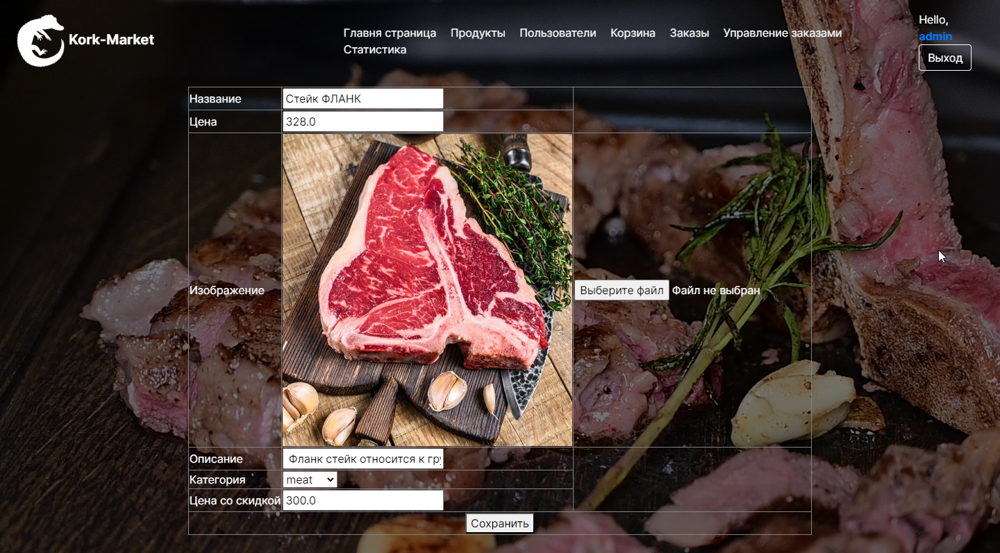 Kork-Market
Главня страница Продукты Пользователи Корзина Заказы Управление заказами
Статистика
Hello,
admin
Выход
Название Стейк ФЛАНК
Цена 328.0
Изображение Выберите файл Файл не выбран
Описание Фланк стейк относится к
Категория meat
Цена со скидкой 300.0
Сохранить